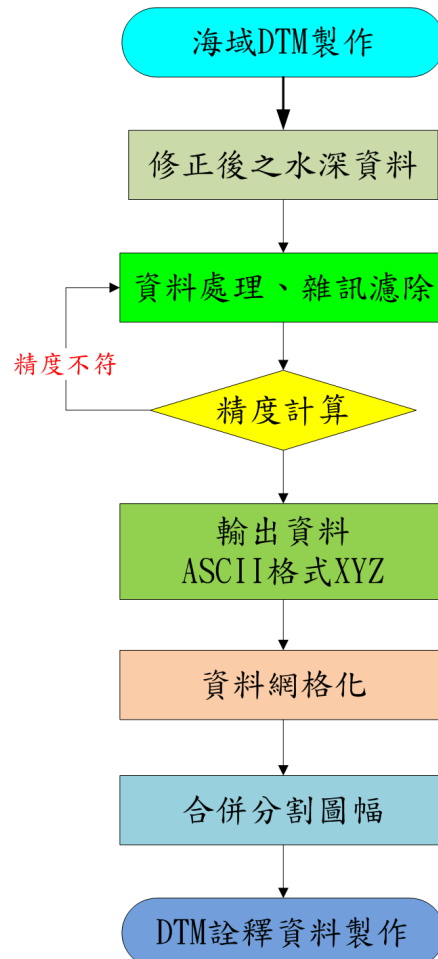 海域DTM製作
修正後之水深資料
資料處理、雜訊濾除
精度不符
精度計算
輸出資料
ASCII格式XYZ
資料網格化
合併分割圖幅
DTM詮釋資料製作